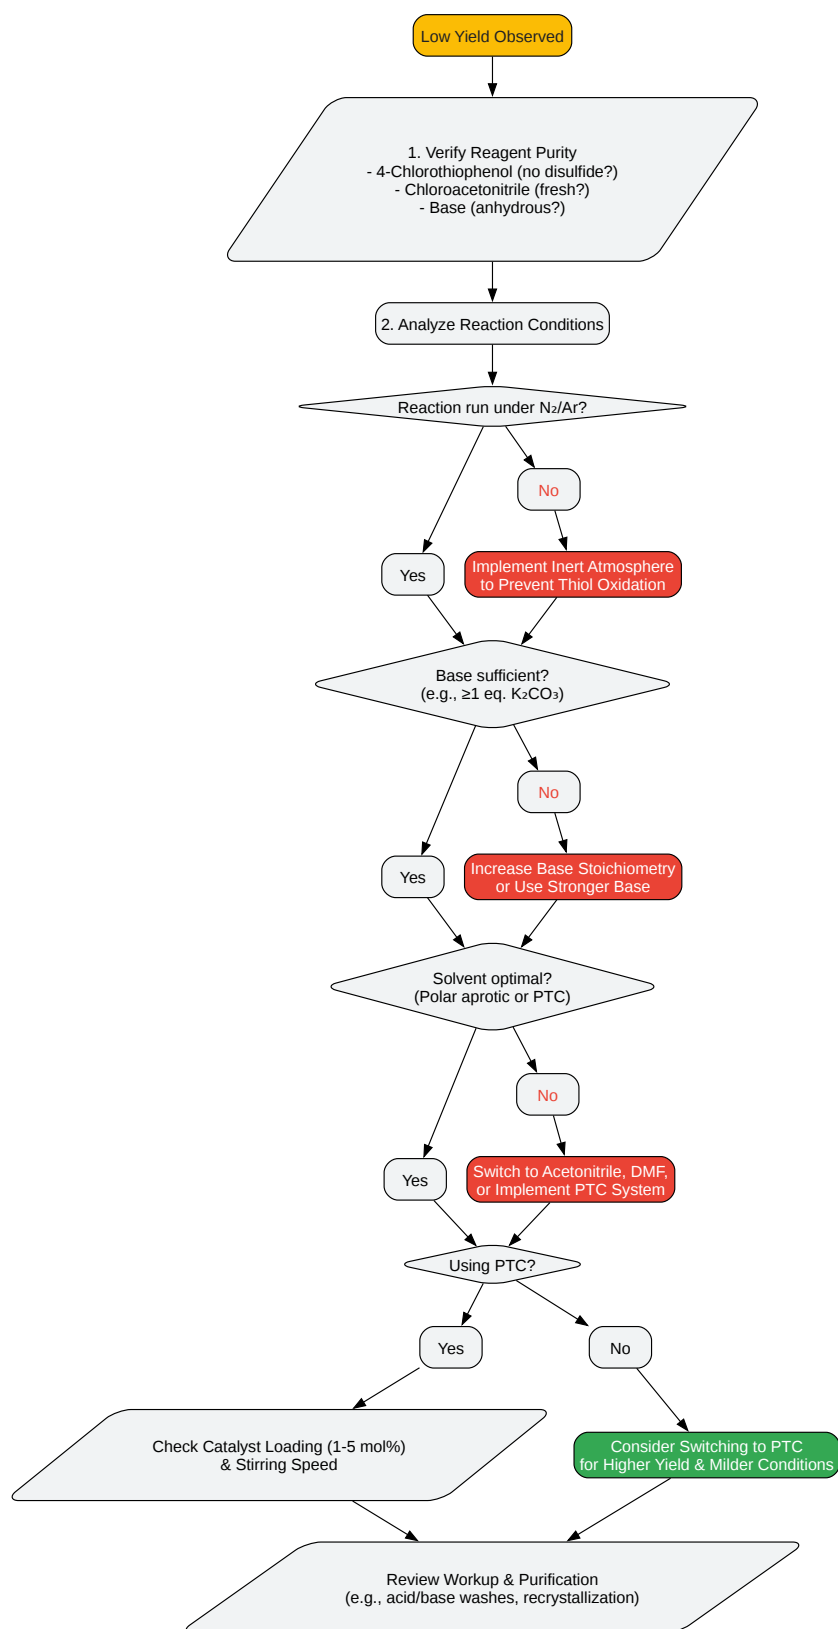 Low Yield Observed
1. Verify Reagent Purity
- 4-Chlorothiophenol (no disulfide?)
- Chloroacetonitrile (fresh?)
- Base (anhydrous?)
2. Analyze Reaction Conditions
Reaction run under N₂/Ar?
No
Yes
Implement Inert Atmosphere
to Prevent Thiol Oxidation
Base sufficient?
(e.g., ≥1 eq. K₂CO₃)
No
Yes
Increase Base Stoichiometry
or Use Stronger Base
Solvent optimal?
(Polar aprotic or PTC)
No
Yes
Switch to Acetonitrile, DMF,
or Implement PTC System
Using PTC?
Yes
No
Check Catalyst Loading (1-5 mol%)
& Stirring Speed
Consider Switching to PTC
for Higher Yield & Milder Conditions
Review Workup & Purification
(e.g., acid/base washes, recrystallization)